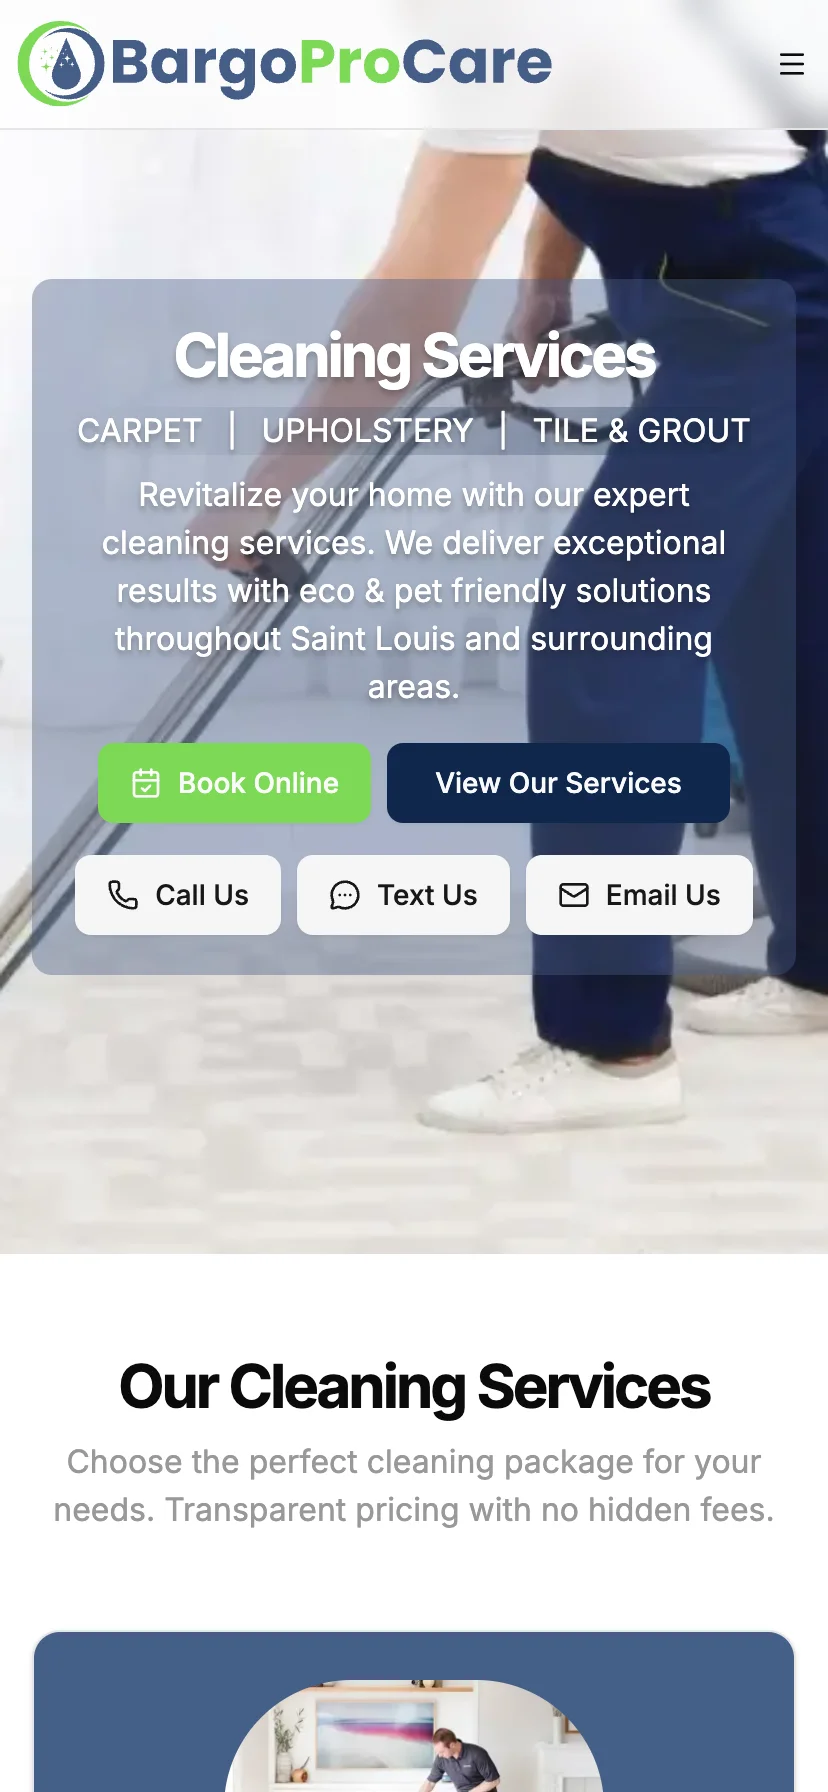 BargoProCare
Cleaning Services
CARPET | UPHOLSTERY | TILE & GROUT
Revitalize your home with our expert
cleaning services. We deliver exceptional
results with eco & pet friendly solutions
throughout Saint Louis and surrounding
areas.
Book Online
View Our Services
Call Us
Text Us
Email Us
Our Cleaning Services
Choose the perfect cleaning package for your
needs. Transparent pricing with no hidden fees.